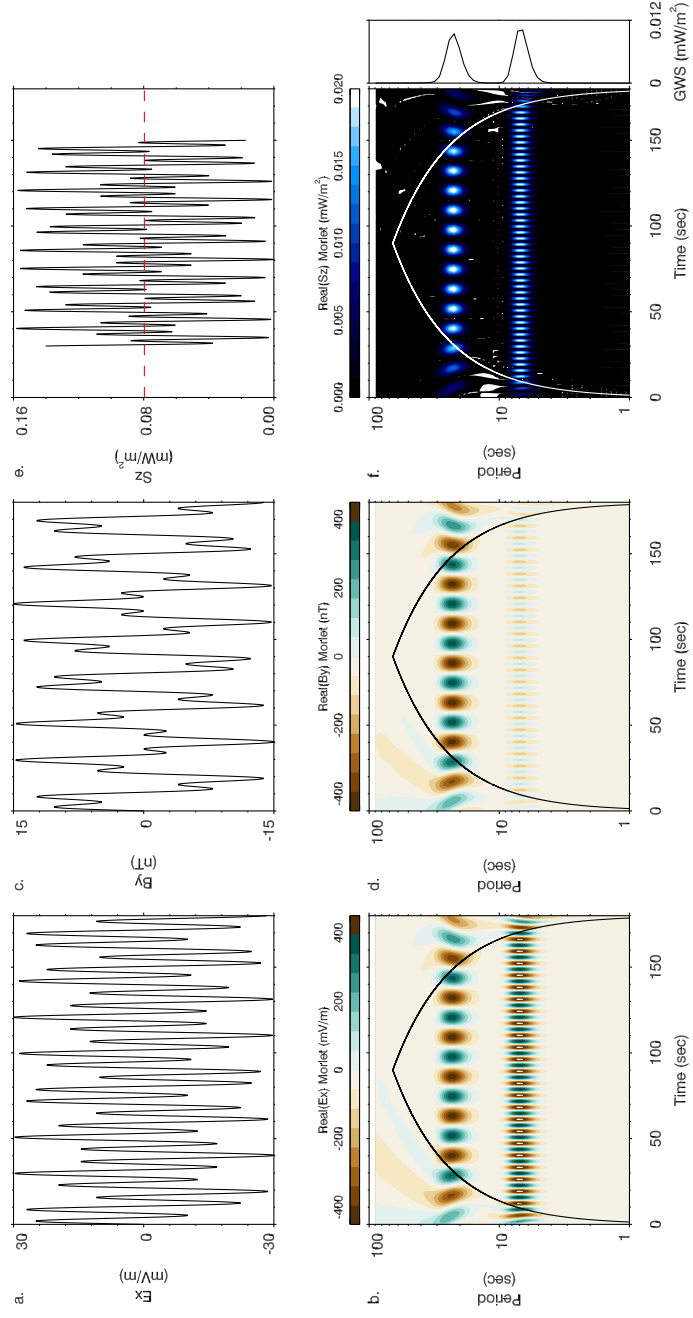 a.
Ex
(mV/m)
30
0
-30
c.
By
(nT)
15
0
-15
e.
Sz
(mW/m²)
0.16
0.08
0.00
Real(Ex) Morlet (mV/m)
-400 -200 0 200 400
b.
Period
(sec)
100
10
1
0 50 100 150
Time (sec)
Real(By) Morlet (nT)
-400 -200 0 200 400
d.
Period
(sec)
100
10
1
0 50 100 150
Time (sec)
Real(Sz) Morlet (mW/m²)
0.000 0.005 0.010 0.015 0.020
f.
Period
(sec)
100
10
1
0 50 100 150
Time (sec)
0 0.012
GWS (mW/m²)